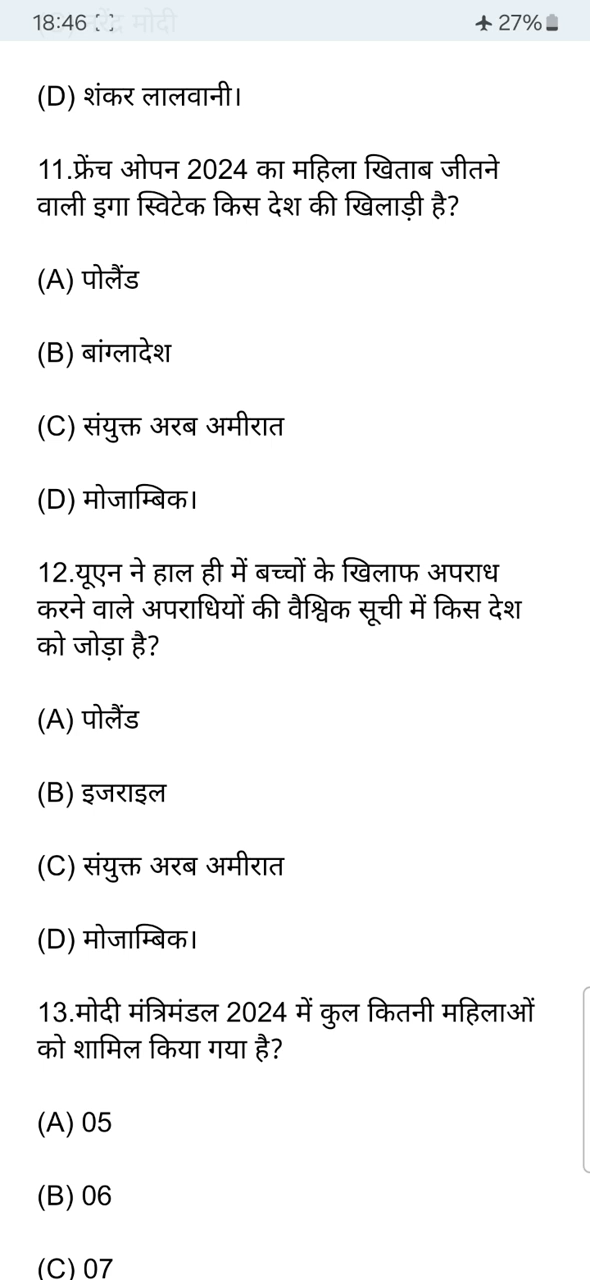 18:46
27%
(D) शंकर लालवानी।
11.फ्रेंच ओपन 2024 का महिला खिताब जीतने
वाली इगा स्विटेक किस देश की खिलाड़ी है?
(A) पोलैंड
(B) बांग्लादेश
(C) संयुक्त अरब अमीरात
(D) मोजाम्बिक।
12.यूएन ने हाल ही में बच्चों के खिलाफ अपराध
करने वाले अपराधियों की वैश्विक सूची में किस देश
को जोड़ा है?
(A) पोलैंड
(B) इजराइल
(C) संयुक्त अरब अमीरात
(D) मोजाम्बिक।
13.मोदी मंत्रिमंडल 2024 में कुल कितनी महिलाओं
को शामिल किया गया है?
(A) 05
(B) 06
(C) 07